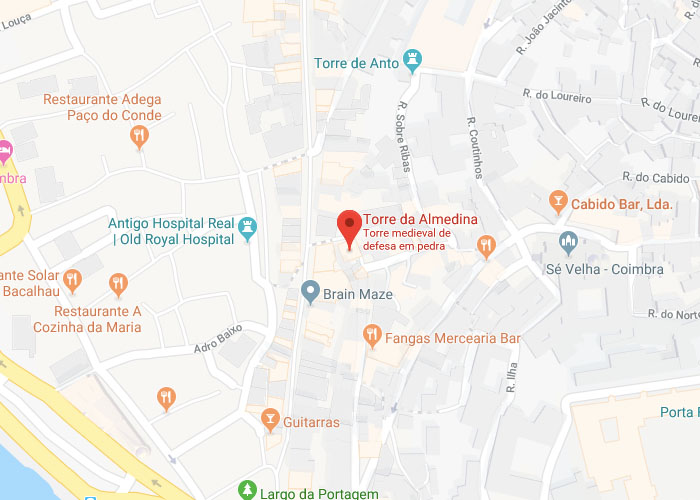 Louça
R. João Jacinto
Torre de Anto
R. do Loureiro
R. do Loureiro
Restaurante Adega
Paço do Conde
R. Sobre Ribas
R. Coutinhos
R. do Cabido
Cabido Bar, Lda.
Antigo Hospital Real
| Old Royal Hospital
Torre da Almedina
Torre medieval de
defesa em pedra
Sé Velha - Coimbra
ante Solar
Bacalhau
Restaurante A
Cozinha da Maria
Brain Maze
R. do Norte
Adro Baixo
Fangas Mercearia Bar
R. Ilha
Guitarras
Porta F
Largo da Portagem